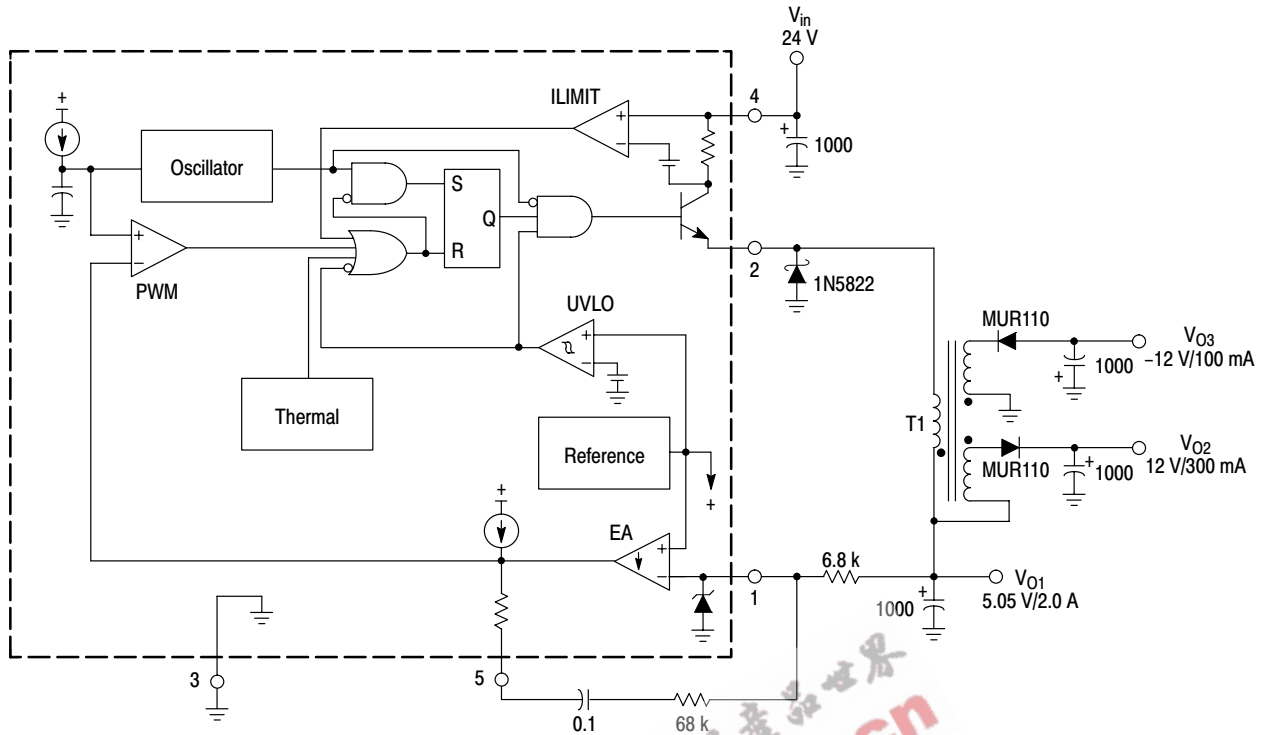 Vin
24 V
ILIMIT
4
+
+
1000
+
−
Oscillator
S
Q
R
+
−
PWM
2
1N5822
UVLO
+
−
MUR110
VO3
−12 V/100 mA
1000
+
Thermal
T1
Reference
+
VO2
12 V/300 mA
MUR110
+
1000
+
EA
+
−
6.8 k
1
VO1
5.05 V/2.0 A
+
1000
3
5
0.1
68 k